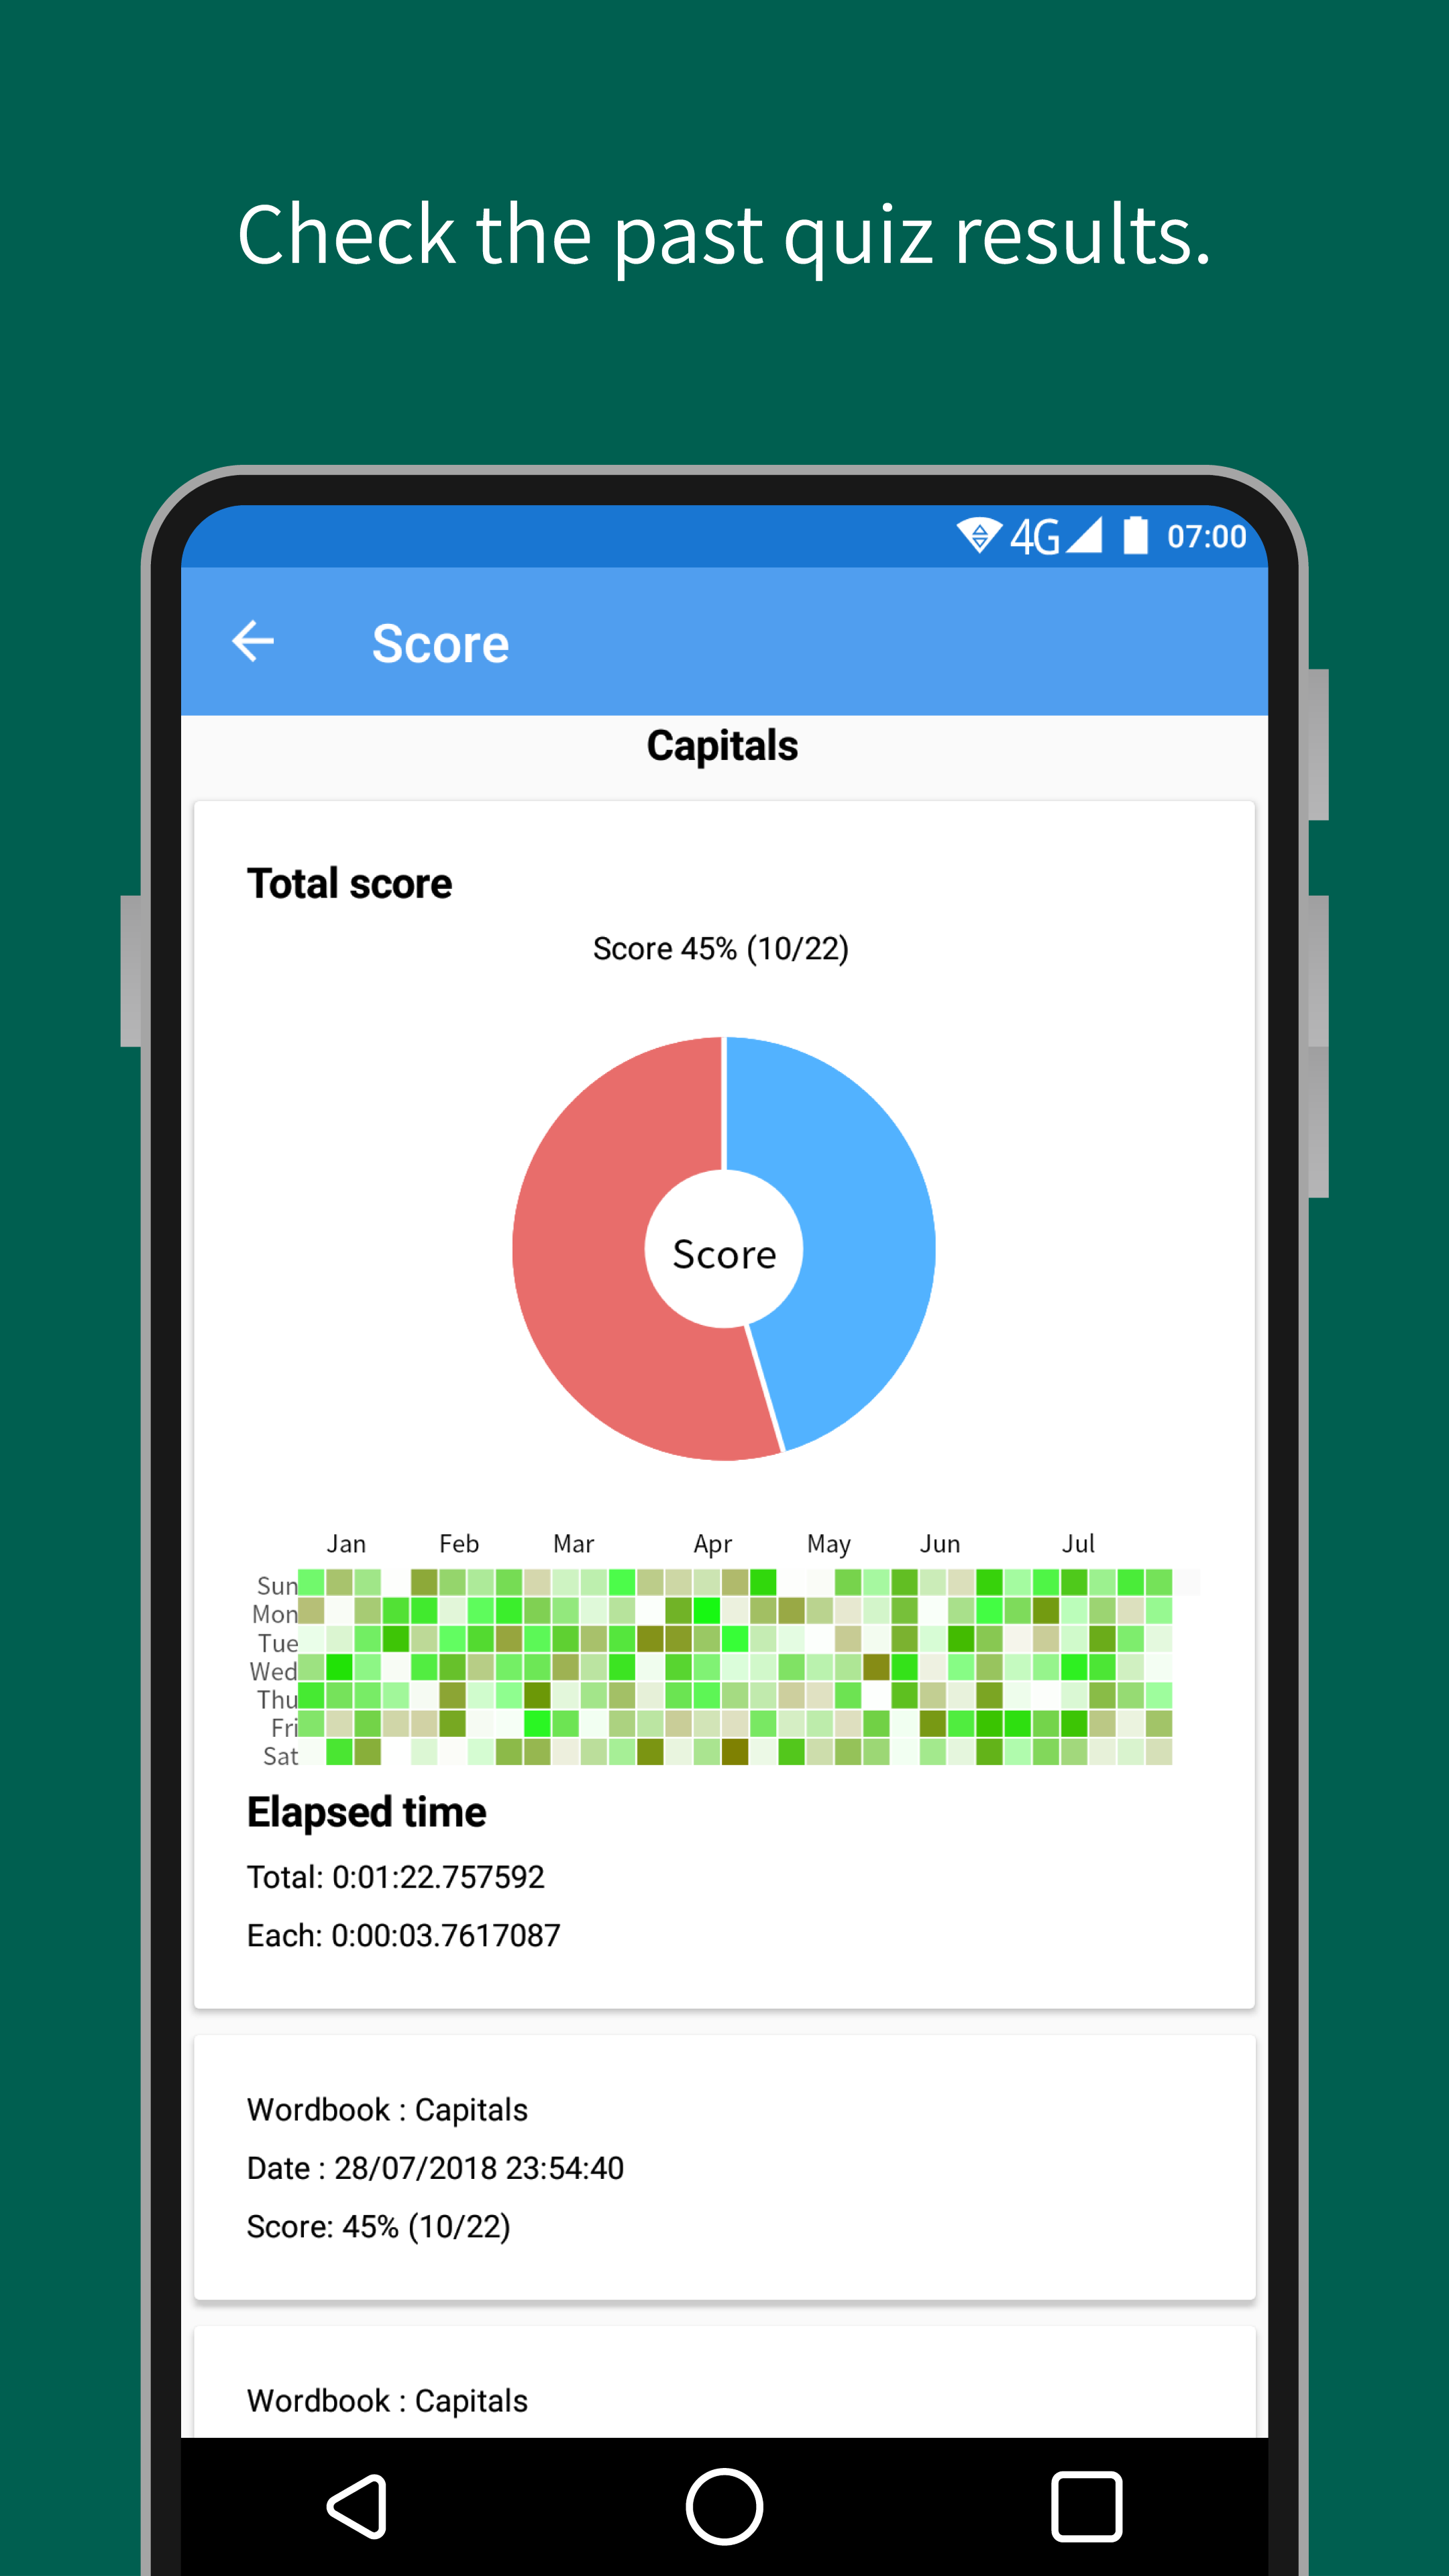 Check the past quiz results.
4G 07:00
Score
Capitals
Total score
Score 45% (10/22)
Score
Jan Feb Mar Apr May Jun Jul
Sun
Mon
Tue
Wed
Thu
Fri
Sat
Elapsed time
Total: 0:01:22.757592
Each: 0:00:03.7617087
Wordbook : Capitals
Date : 28/07/2018 23:54:40
Score: 45% (10/22)
Wordbook : Capitals